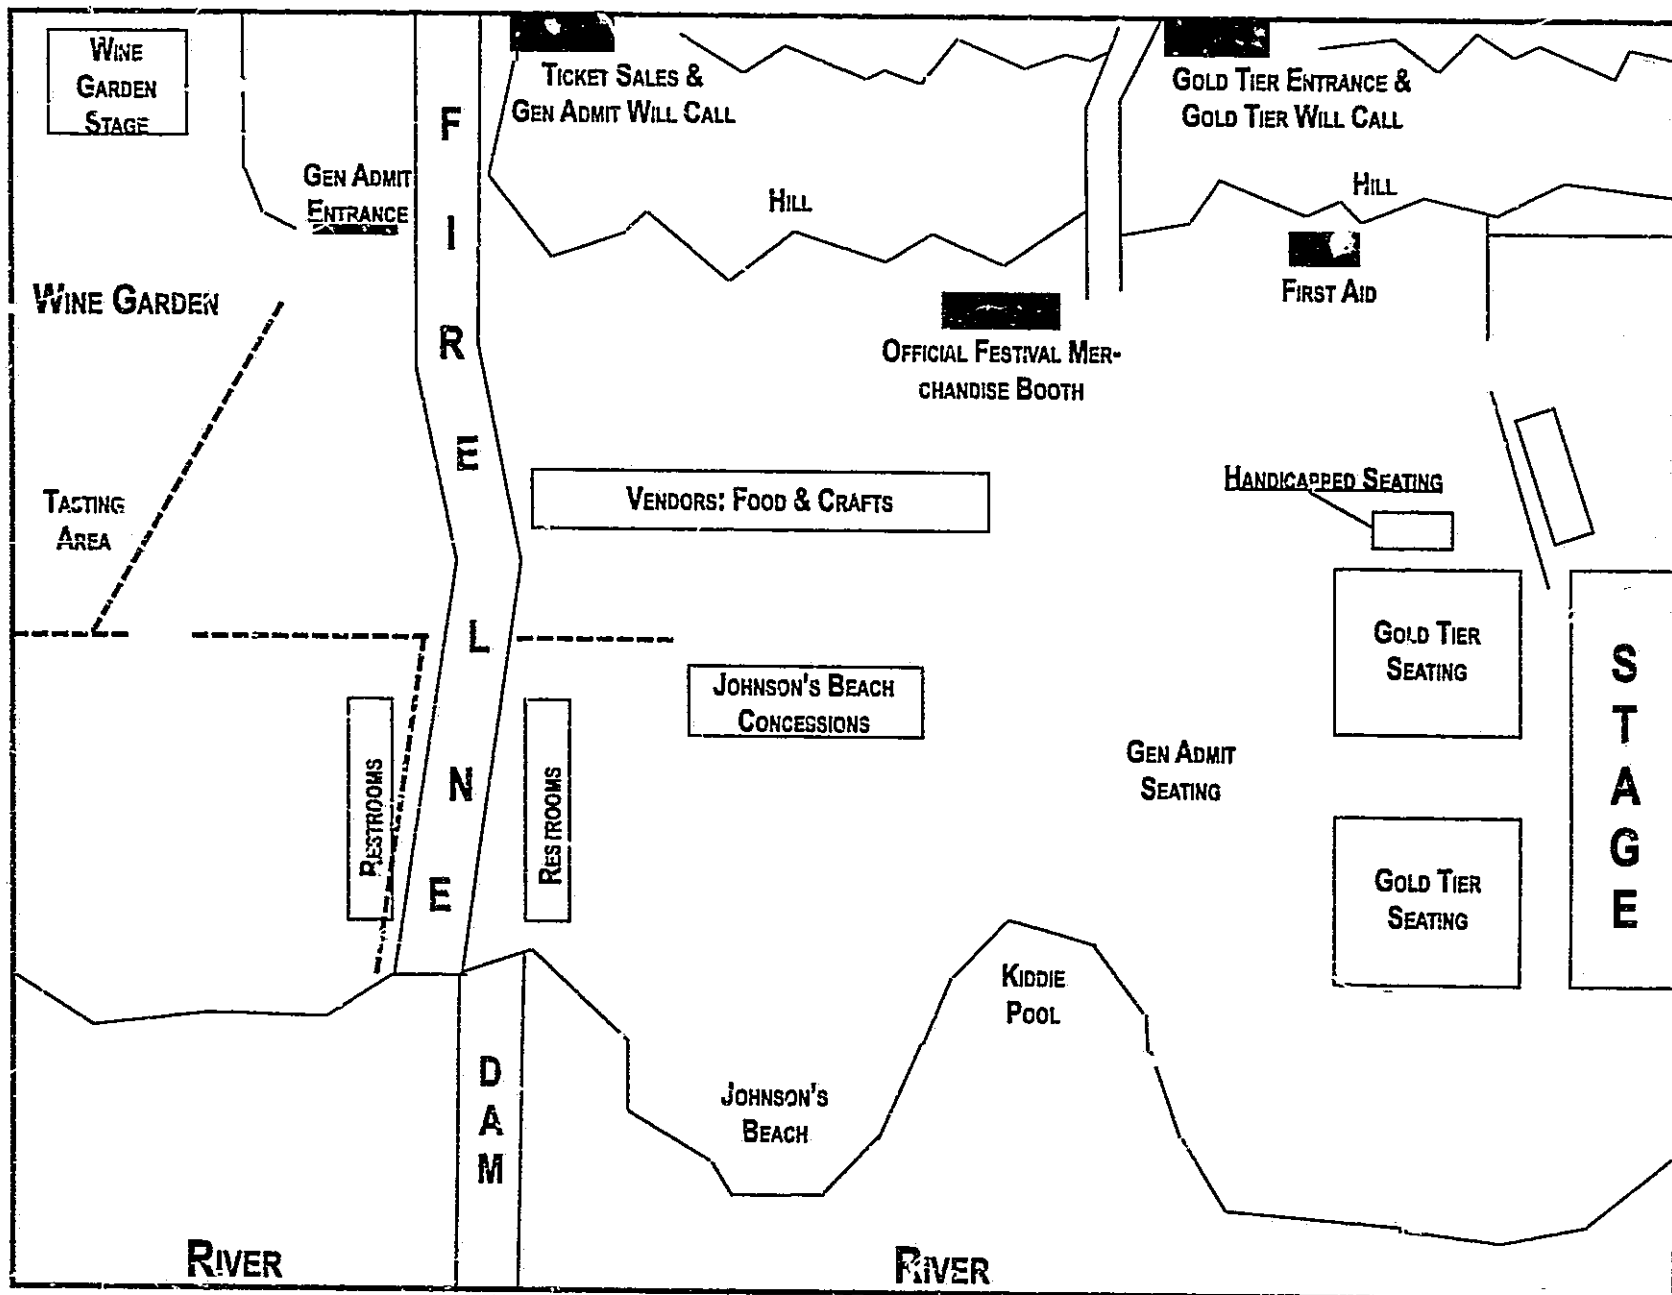 Wine
Garden
Stage
Ticket Sales &
Gen Admit Will Call
Gold Tier Entrance &
Gold Tier Will Call
Gen Admit
Entrance
Hill
Hill
Wine Garden
First Aid
Official Festival Mer-
chandise Booth
FIRELNE
Tasting
Area
Vendors: Food & Crafts
Handicapped Seating
Gold Tier
Seating
Johnson's Beach
Concessions
Gen Admit
Seating
STAGE
Restrooms
Restrooms
Gold Tier
Seating
Kiddie
Pool
Johnson's
Beach
DAM
River
River